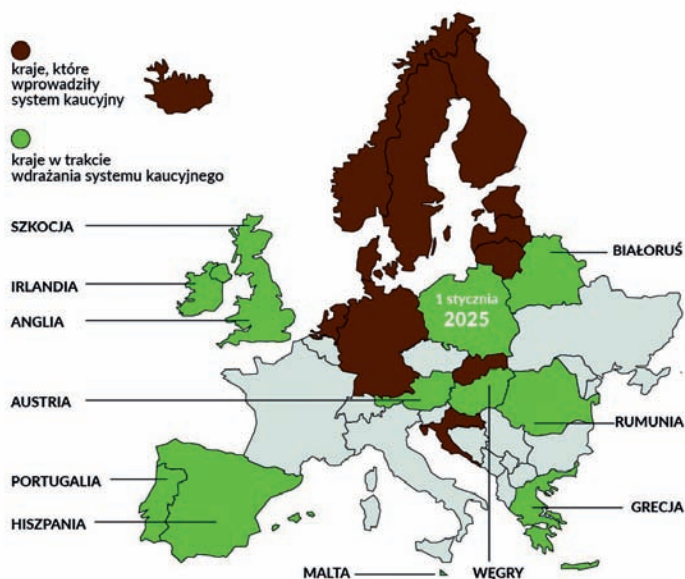 kraje, które
wprowadziły
system kaucyjny
kraje w trakcie
wdrażania systemu kaucyjnego
SZKOCJA
BIAŁORUŚ
IRLANDIA
1 stycznia
2025
ANGLIA
AUSTRIA
RUMUNIA
PORTUGALIA
GRECJA
HISZPANIA
MALTA
WĘGRY